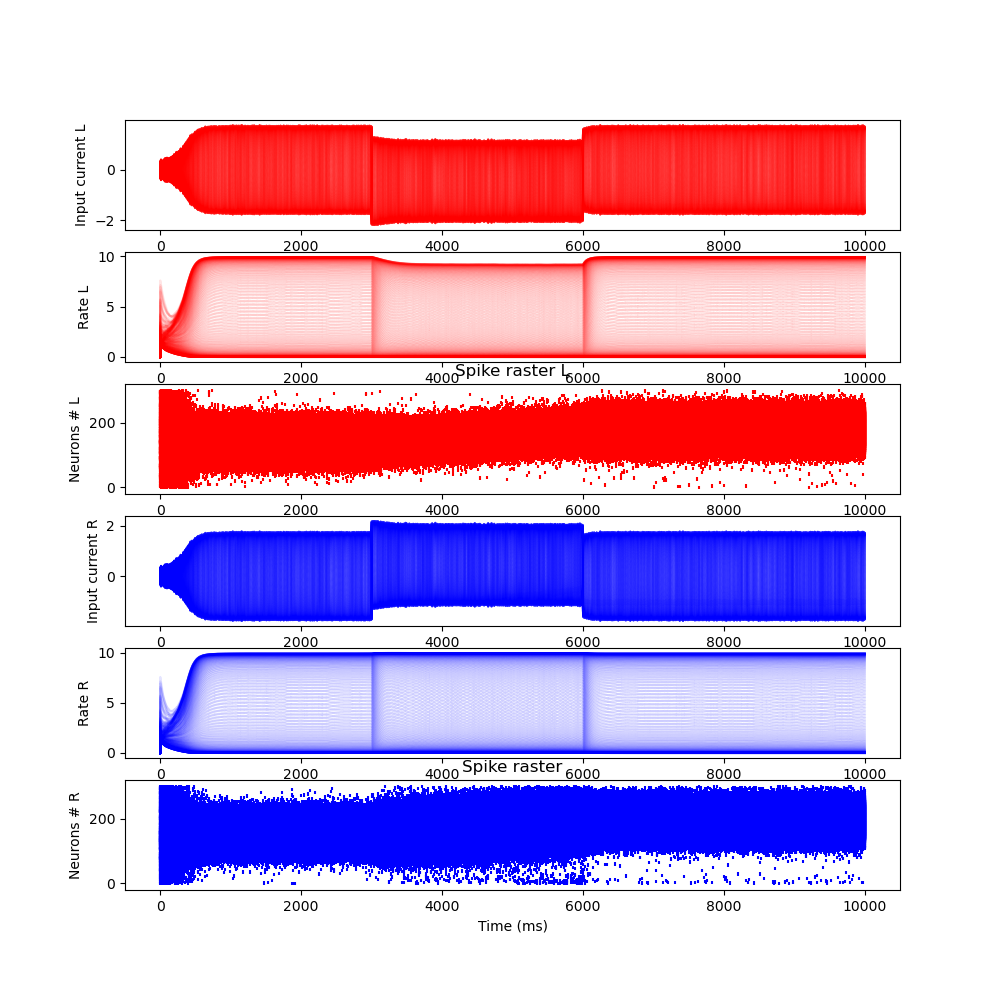 Input current L
0
−2
0 2000 4000 6000 8000 10000
Rate L
10
5
0
0 2000 4000 6000 8000 10000
Spike raster L
Neurons # L
200
0
0 2000 4000 6000 8000 10000
Input current R
2
0
0 2000 4000 6000 8000 10000
Rate R
10
5
0
0 2000 4000 6000 8000 10000
Spike raster
Neurons # R
200
0
0 2000 4000 6000 8000 10000
Time (ms)